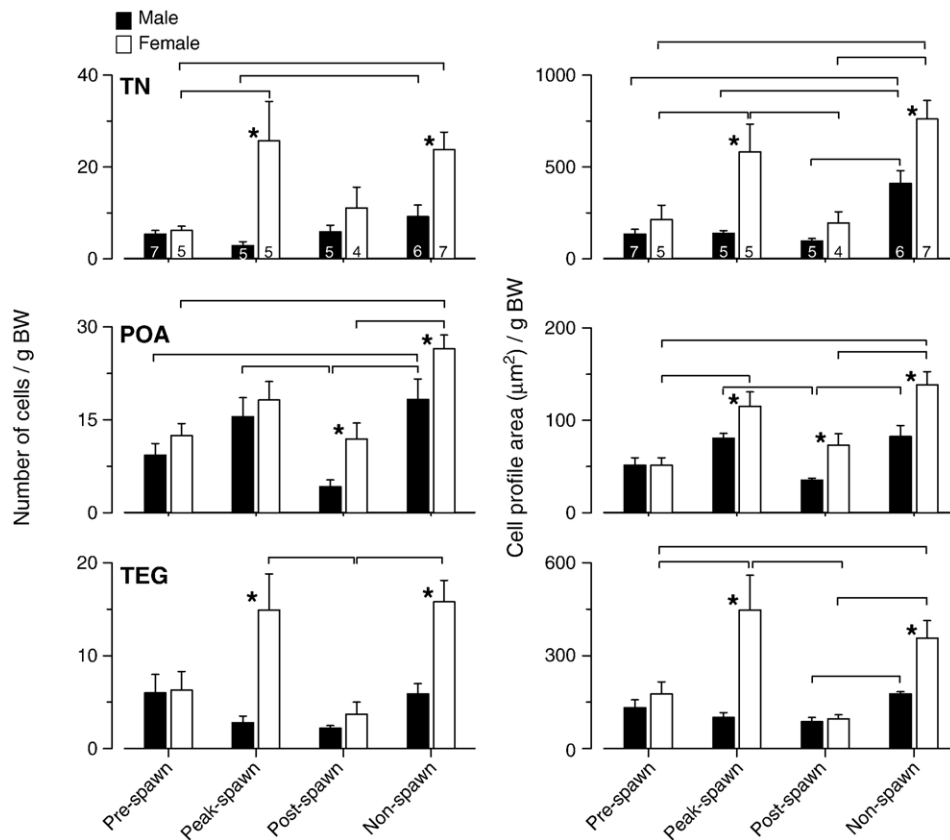 Male
Female
Number of cells / g BW
TN
40
20
0
7 5 5 5 5 4 6 7
POA
30
15
0
TEG
20
10
0
Pre-spawn
Peak-spawn
Post-spawn
Non-spawn
Cell profile area (µm²) / g BW
1000
500
0
7 5 5 5 5 4 6 7
200
100
0
600
300
0
Pre-spawn
Peak-spawn
Post-spawn
Non-spawn